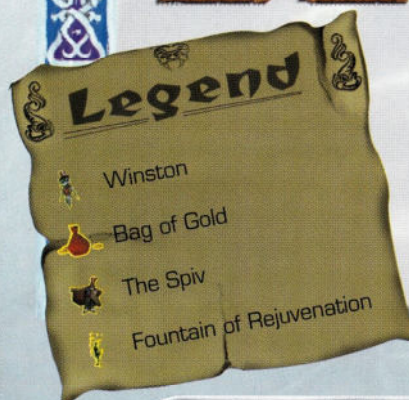 Legend
Winston
Bag of Gold
The Spiv
Fountain of Rejuvenation